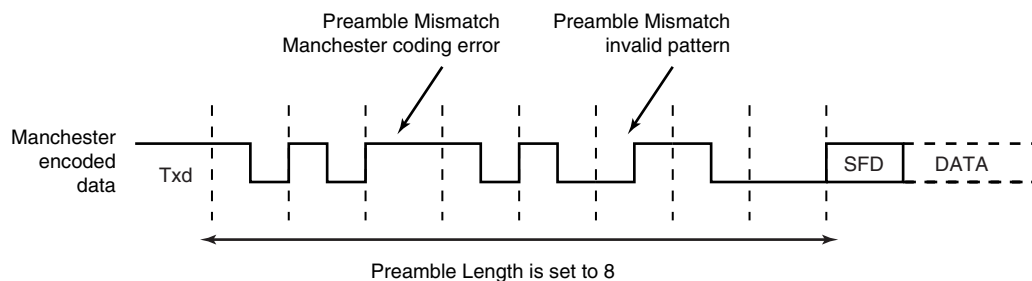 Preamble Mismatch
Manchester coding error
Preamble Mismatch
invalid pattern
Manchester
encoded
data
Txd
SFD
DATA
Preamble Length is set to 8